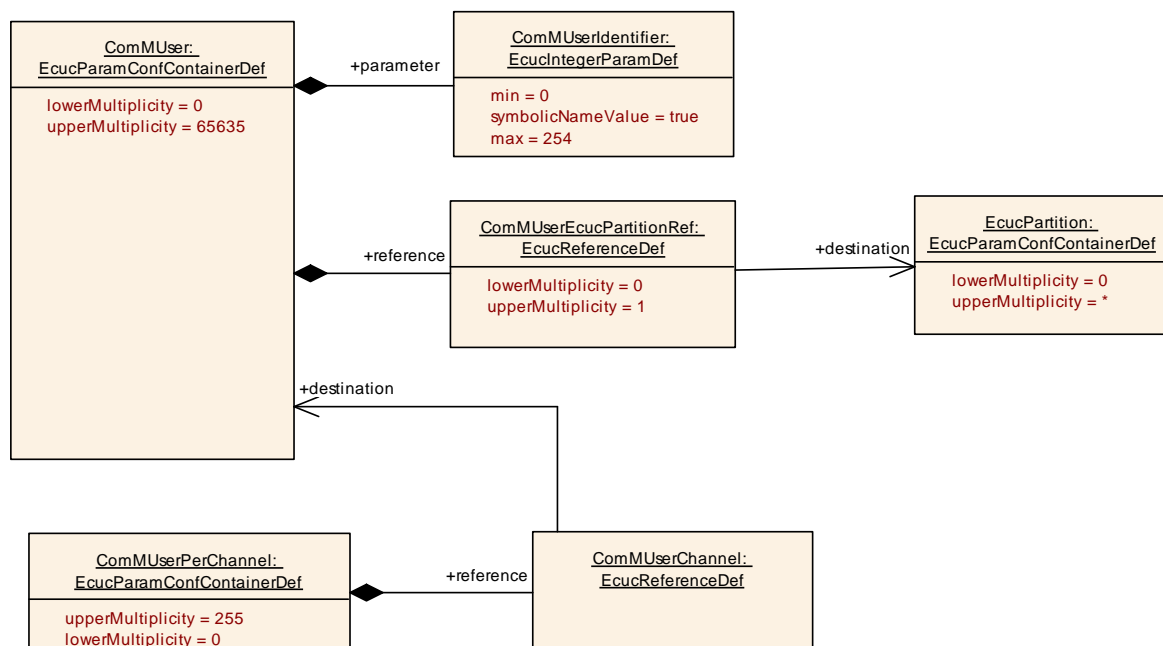 ComMUser:
EcucParamConfContainerDef
lowerMultiplicity = 0
upperMultiplicity = 65635
+parameter
ComMUserIdentifier:
EcucIntegerParamDef
min = 0
symbolicNameValue = true
max = 254
+reference
ComMUserEcucPartitionRef:
EcucReferenceDef
lowerMultiplicity = 0
upperMultiplicity = 1
+destination
EcucPartition:
EcucParamConfContainerDef
lowerMultiplicity = 0
upperMultiplicity = *
+destination
ComMUserPerChannel:
EcucParamConfContainerDef
upperMultiplicity = 255
lowerMultiplicity = 0
+reference
ComMUserChannel:
EcucReferenceDef